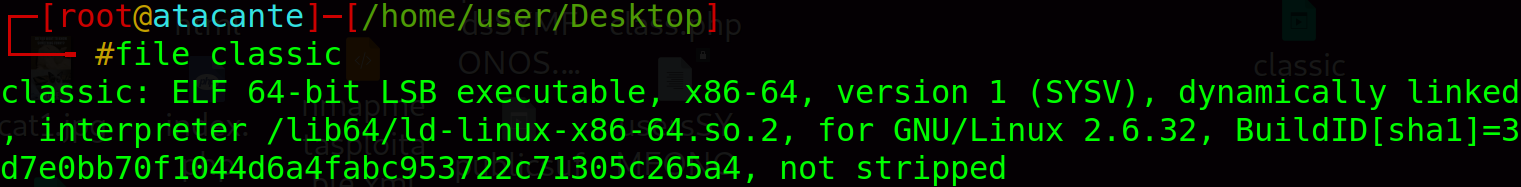 ┌─[root@atacante]─[/home/user/Desktop]
└──╼ #file classic
classic: ELF 64-bit LSB executable, x86-64, version 1 (SYSV), dynamically linked
, interpreter /lib64/ld-linux-x86-64.so.2, for GNU/Linux 2.6.32, BuildID[sha1]=3
d7e0bb70f1044d6a4fabc953722c71305c265a4, not stripped
classic
ONOS....